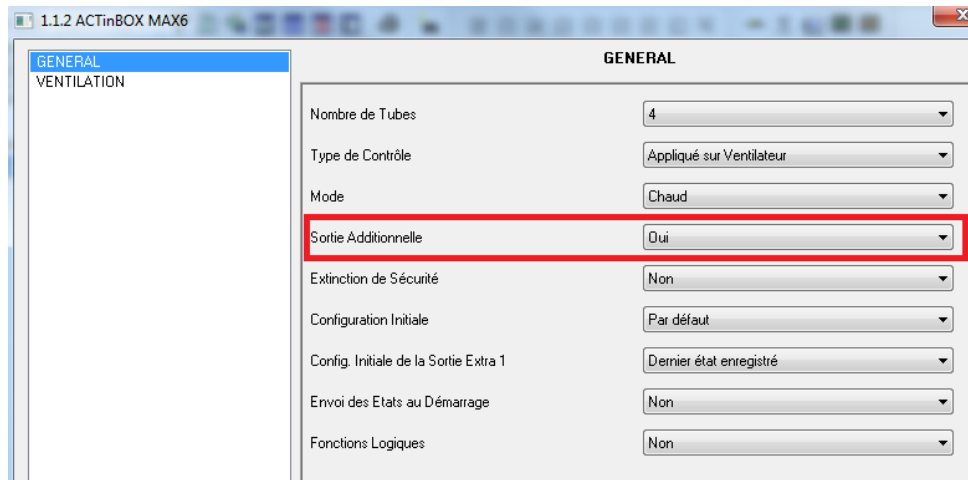 1.1.2 ACTinBOX MAX6
GENERAL
VENTILATION
GENERAL
Nombre de Tubes 4
Type de Contrôle Appliqué sur Ventilateur
Mode Chaud
Sortie Additionnelle Oui
Extinction de Sécurité Non
Configuration Initiale Par défaut
Config. Initiale de la Sortie Extra 1 Dernier état enregistré
Envoi des Etats au Démarrage Non
Fonctions Logiques Non